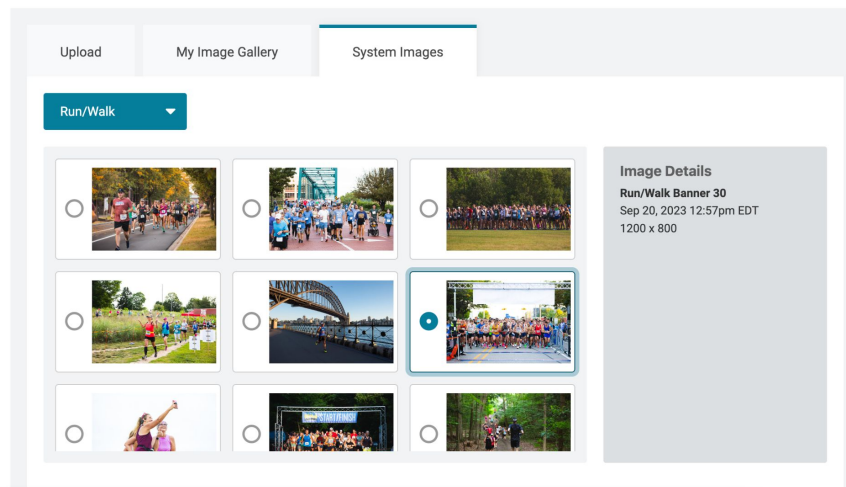 Upload
My Image Gallery
System Images
Run/Walk
Image Details
Run/Walk Banner 30
Sep 20, 2023 12:57pm EDT
1200 x 800
START/FINISH